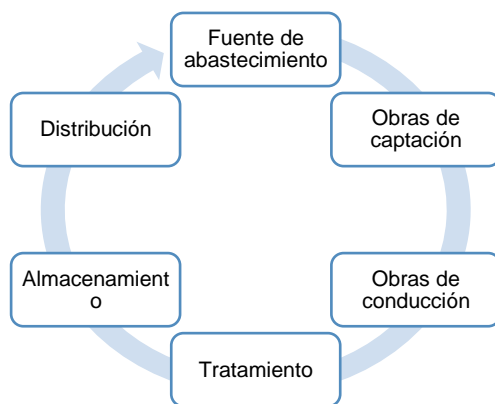 Fuente de
abastecimiento
Obras de
captación
Obras de
conducción
Tratamiento
Almacenamient
o
Distribución